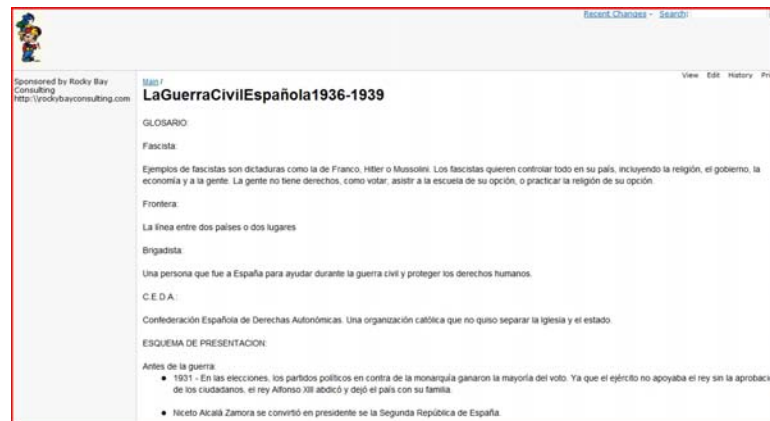 Recent Changes - Search:
Sponsored by Rocky Bay
Consulting
http:\\rockybayconsulting.com
View Edit History
Main /
LaGuerraCivilEspañola1936-1939
GLOSARIO:
Fascista:
Ejemplos de fascistas son dictaduras como la de Franco, Hitler o Mussolini. Los fascistas quieren controlar todo en su país, incluyendo la religión, el gobierno, la
economía y a la gente. La gente no tiene derechos, como votar, asistir a la escuela de su opción, o practicar la religión de su opción.
Frontera:
La línea entre dos países o dos lugares
Brigadista:
Una persona que fue a España para ayudar durante la guerra civil y proteger los derechos humanos.
C.E.D.A.:
Confederación Española de Derechas Autonómicas. Una organización católica que no quiso separar la iglesia y el estado.
ESQUEMA DE PRESENTACION:
Antes de la guerra:
• 1931 - En las elecciones, los partidos políticos en contra de la monarquía ganaron la mayoría del voto. Ya que el ejército no apoyaba el rey sin la
de los ciudadanos, el rey Alfonso XIII abdicó y dejó el país con su familia.
• Niceto Alcalá Zamora se convirtió en presidente se la Segunda República de España.